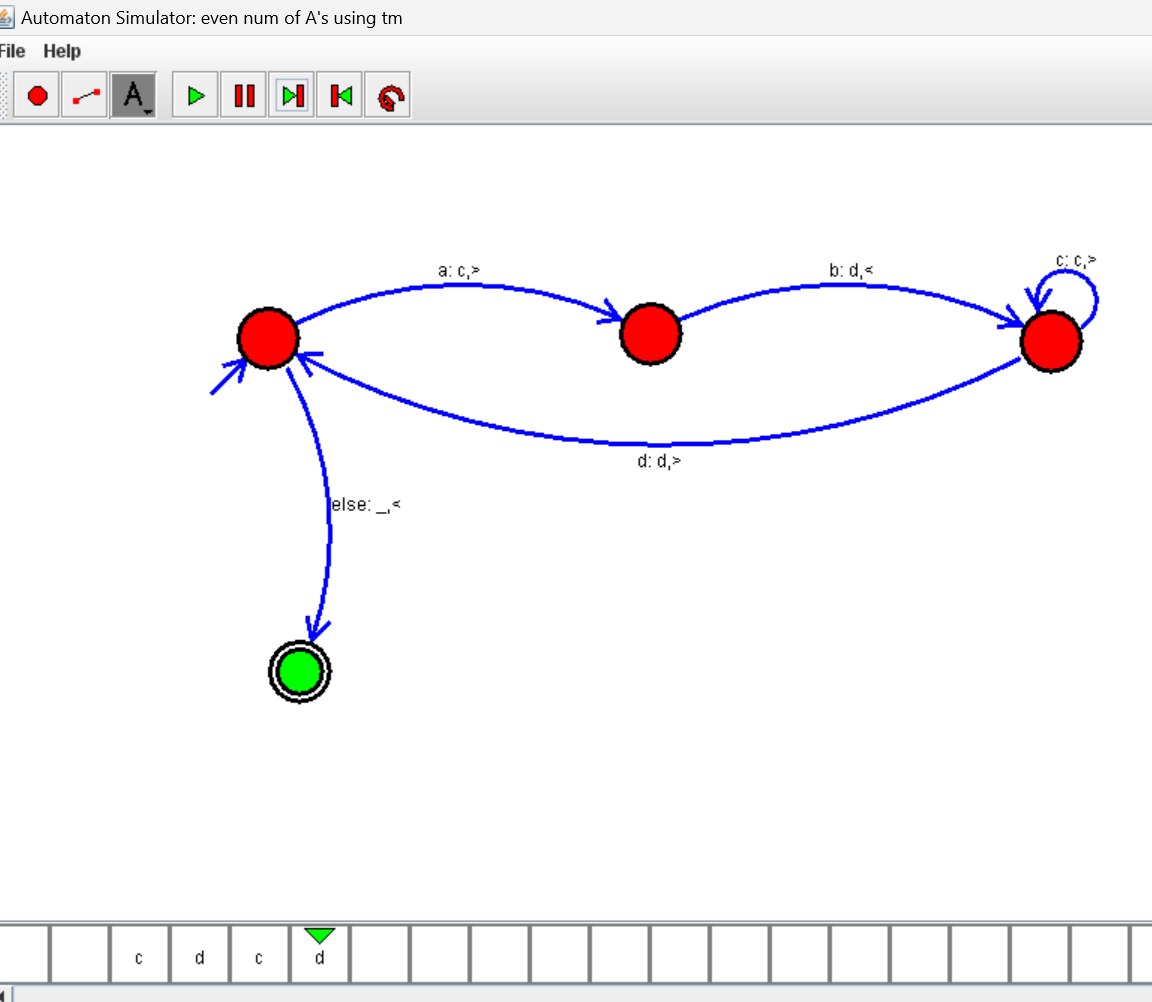 Automaton Simulator: even num of A's using tm
File Help
A
c: c,>
a: c,> b: d,<
d: d,>
else: _,<
c d c d